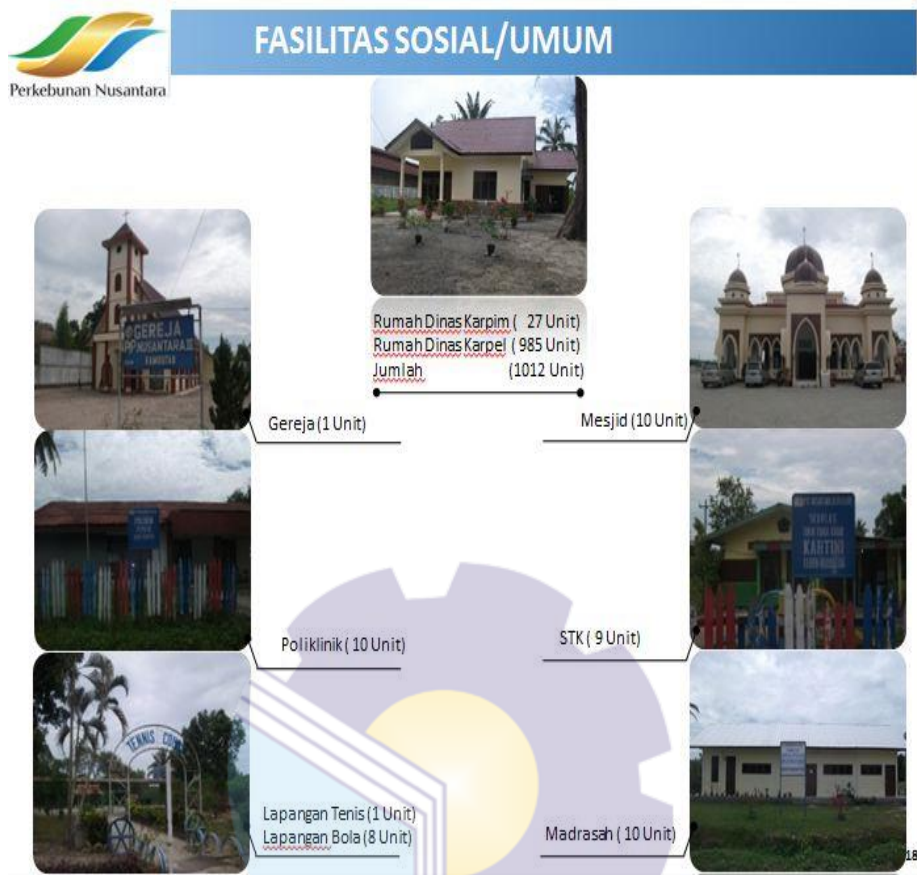 FASILITAS SOSIAL/UMUM
Perkebunan Nusantara
Rumah Dinas Karpim ( 27 Unit)
Rumah Dinas Karpel ( 985 Unit)
Jumlah (1012 Unit)
GEREJA
NUSANTARA III
RAMBUTAN
Gereja (1 Unit)
Mesjid (10 Unit)
KARTINI
Poliklinik ( 10 Unit)
STK ( 9 Unit)
TENNIS
Lapangan Tenis (1 Unit)
Lapangan Bola (8 Unit)
Madrasah ( 10 Unit)
18